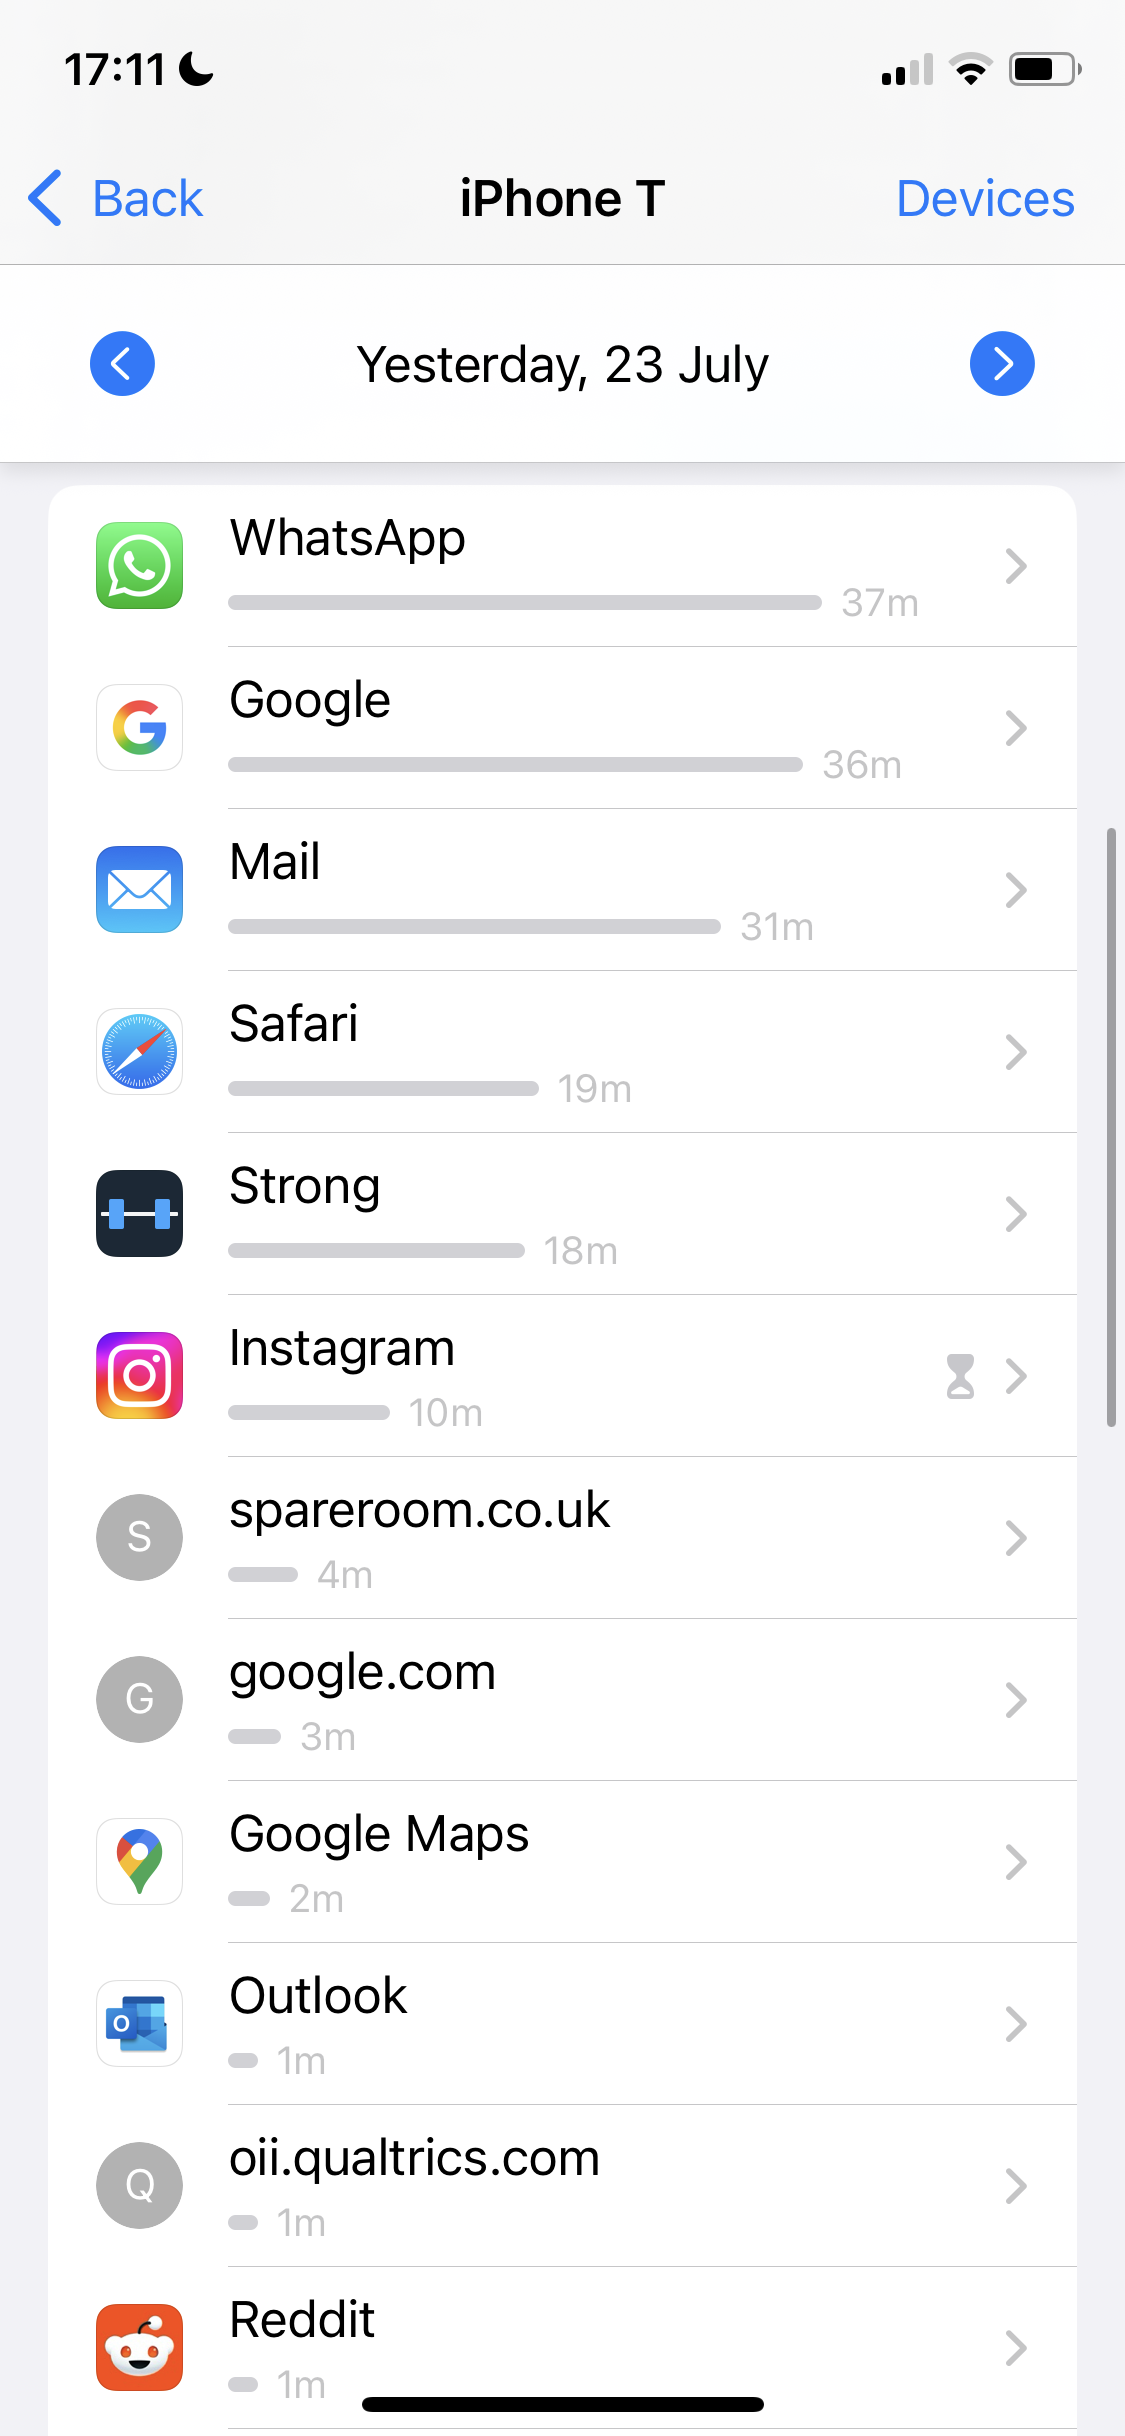 17:11
Back
iPhone T
Devices
Yesterday, 23 July
WhatsApp
37m
Google
36m
Mail
31m
Safari
19m
Strong
18m
Instagram
10m
S
spareroom.co.uk
4m
G
google.com
3m
Google Maps
2m
O
Outlook
1m
Q
oii.qualtrics.com
1m
Reddit
1m